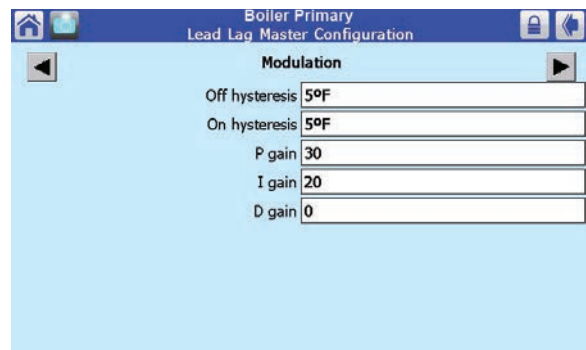 Boiler Primary
Lead Lag Master Configuration
Modulation
Off hysteresis 5ºF
On hysteresis 5ºF
P gain 30
I gain 20
D gain 0